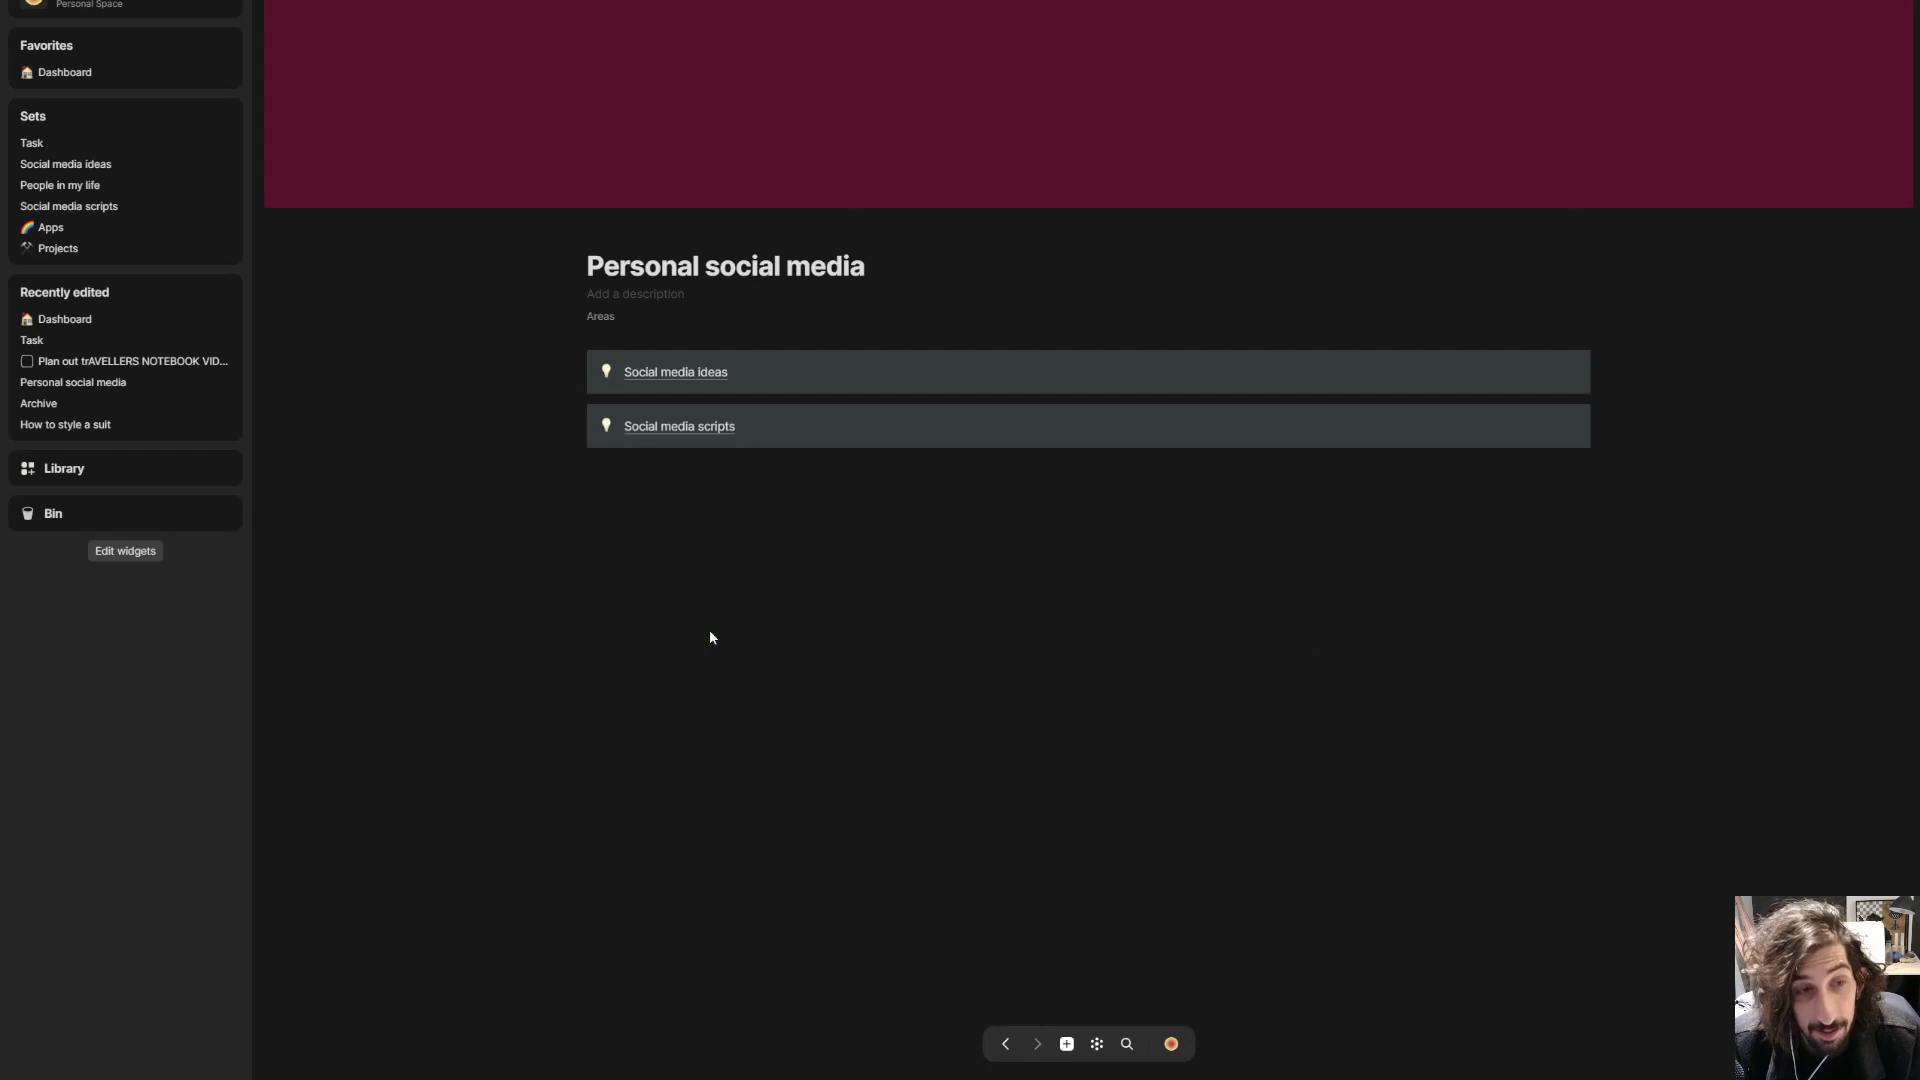 Personal Space
Favorites
Dashboard
Sets
Task
Social media ideas
People in my life
Social media scripts
Apps
Projects
Recently edited
Dashboard
Task
Plan out trAVELLERS NOTEBOOK VID...
Personal social media
Archive
How to style a suit
Library
Bin
Edit widgets
Personal social media
Add a description
Areas
Social media ideas
Social media scripts